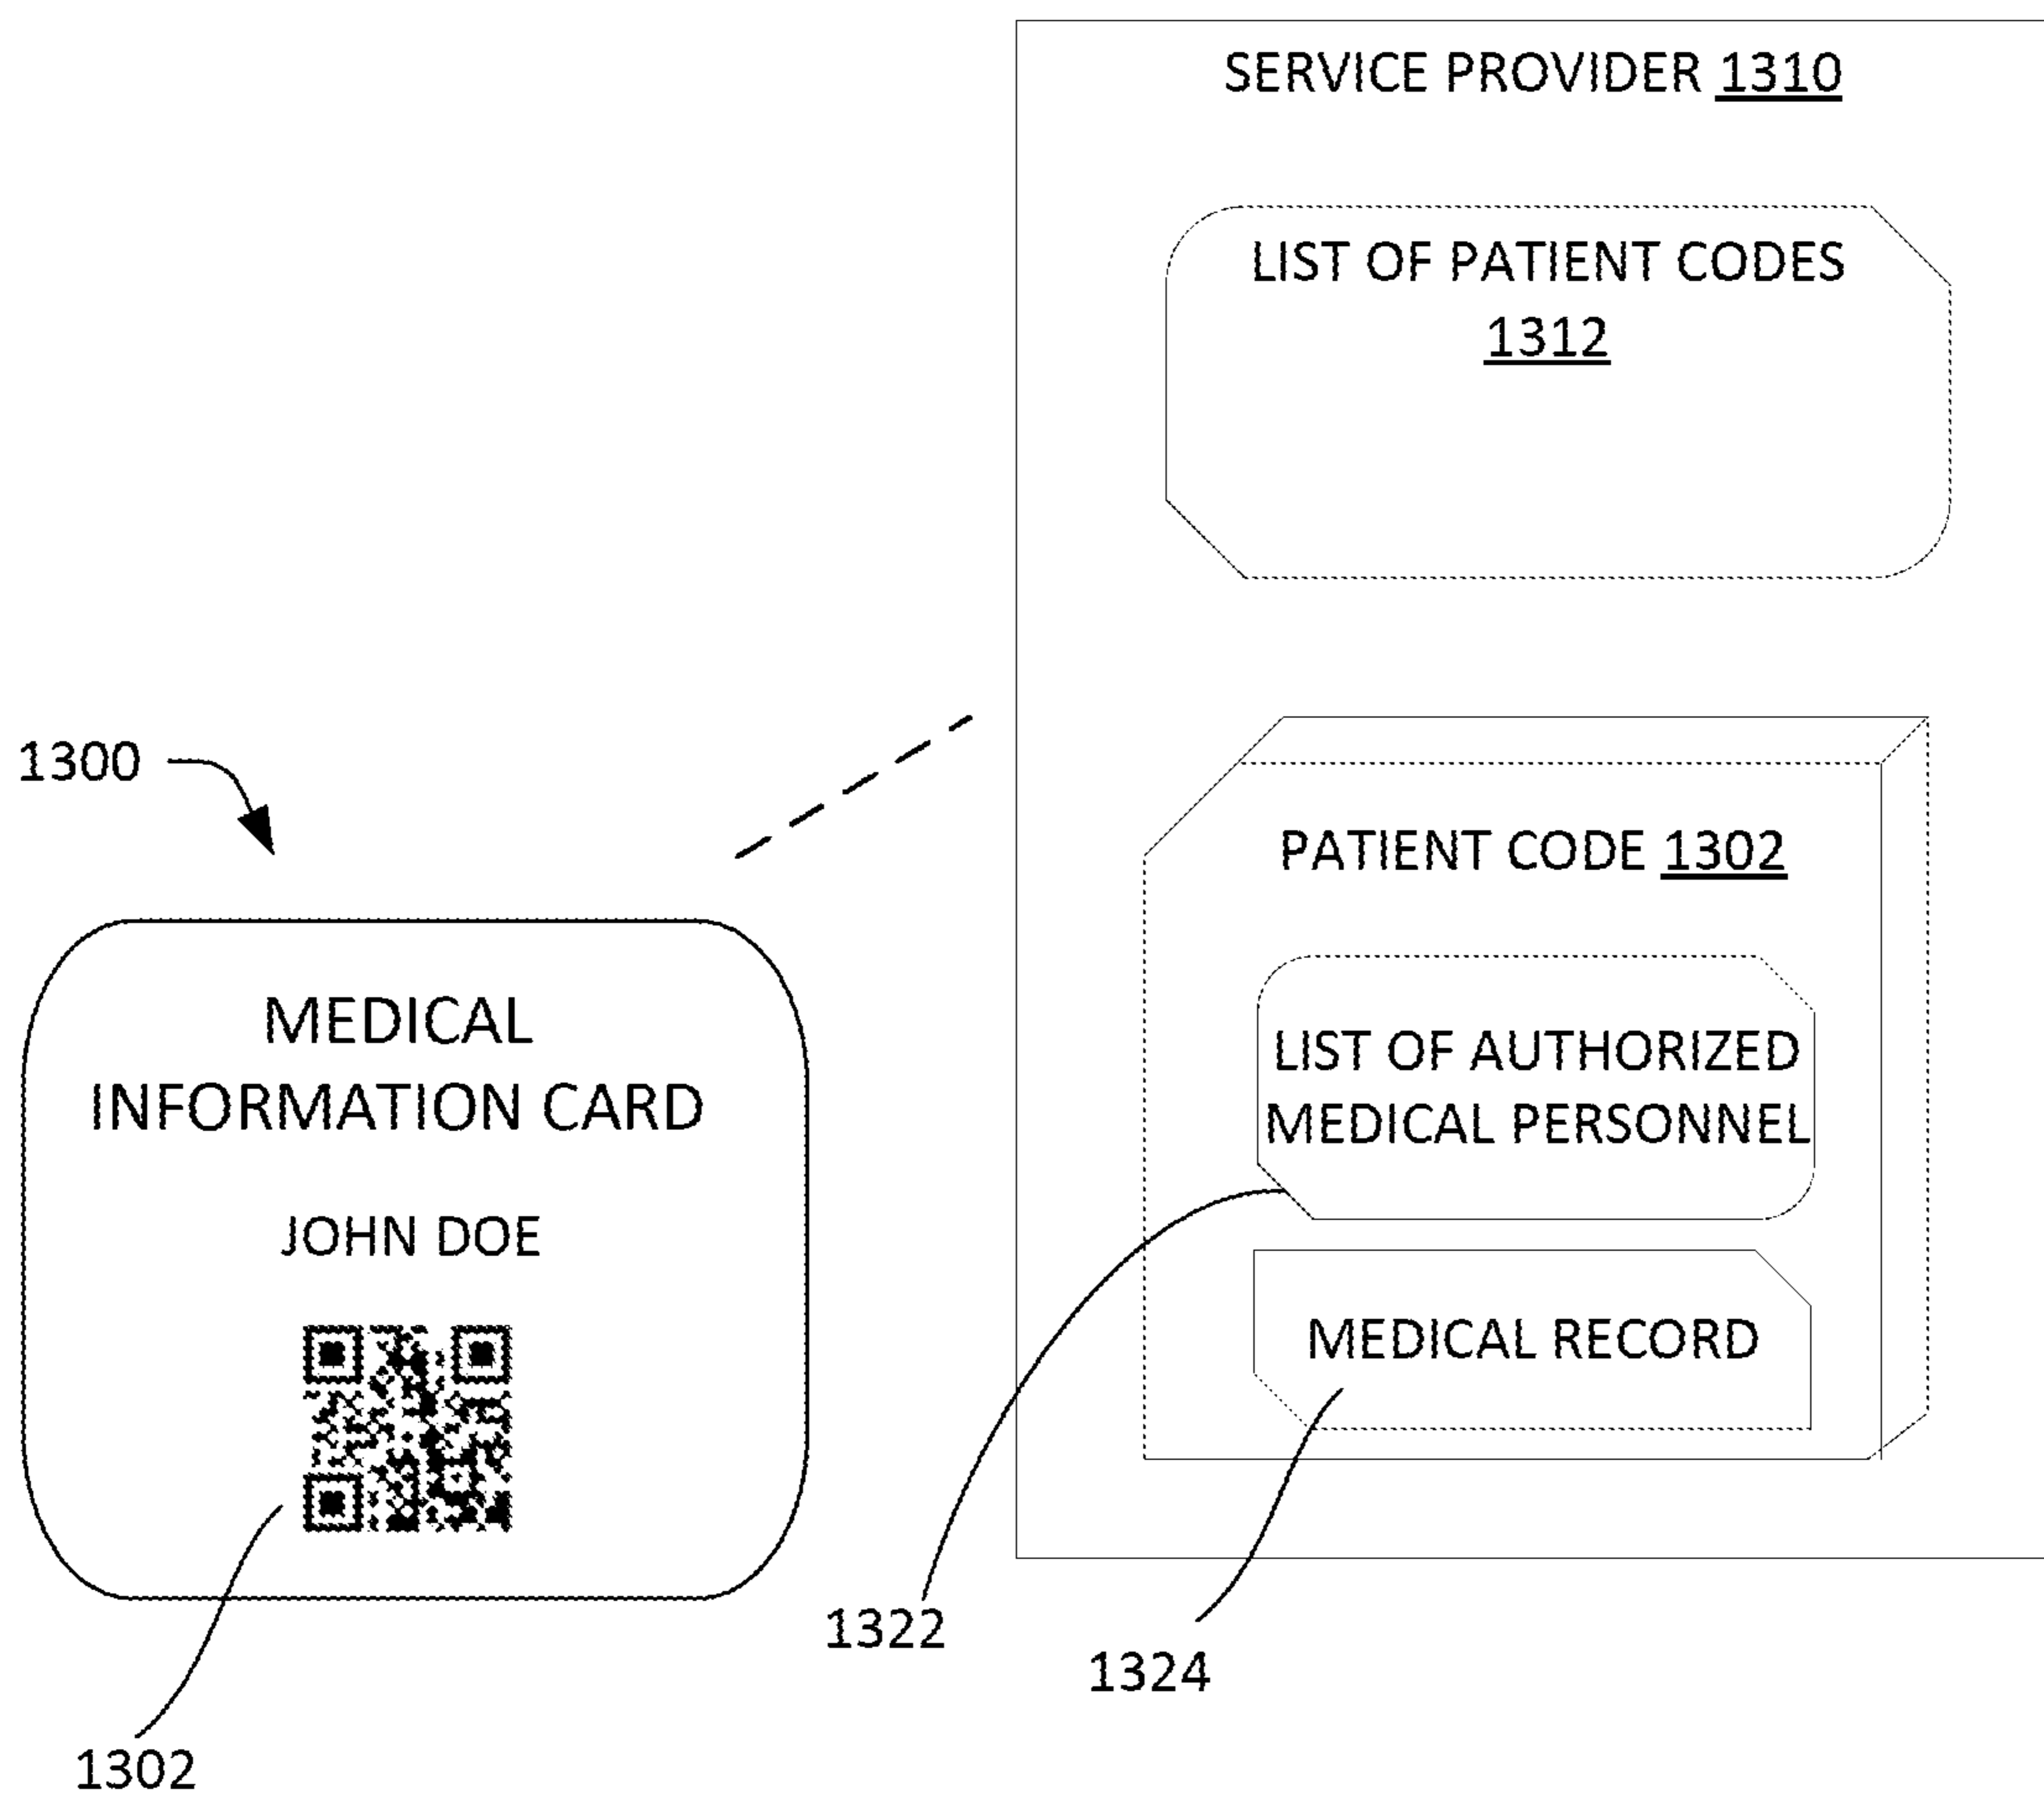 SERVICE PROVIDER 1310
LIST OF PATIENT CODES
1312
1300
PATIENT CODE 1302
MEDICAL
INFORMATION CARD
JOHN DOE
LIST OF AUTHORIZED
MEDICAL PERSONNEL
MEDICAL RECORD
1322
1324
1302